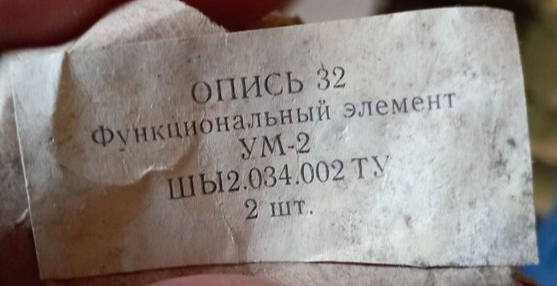 ОПИСЬ 32
Функциональный элемент
УМ-2
ШЫ2.034.002 ТУ
2 шт.